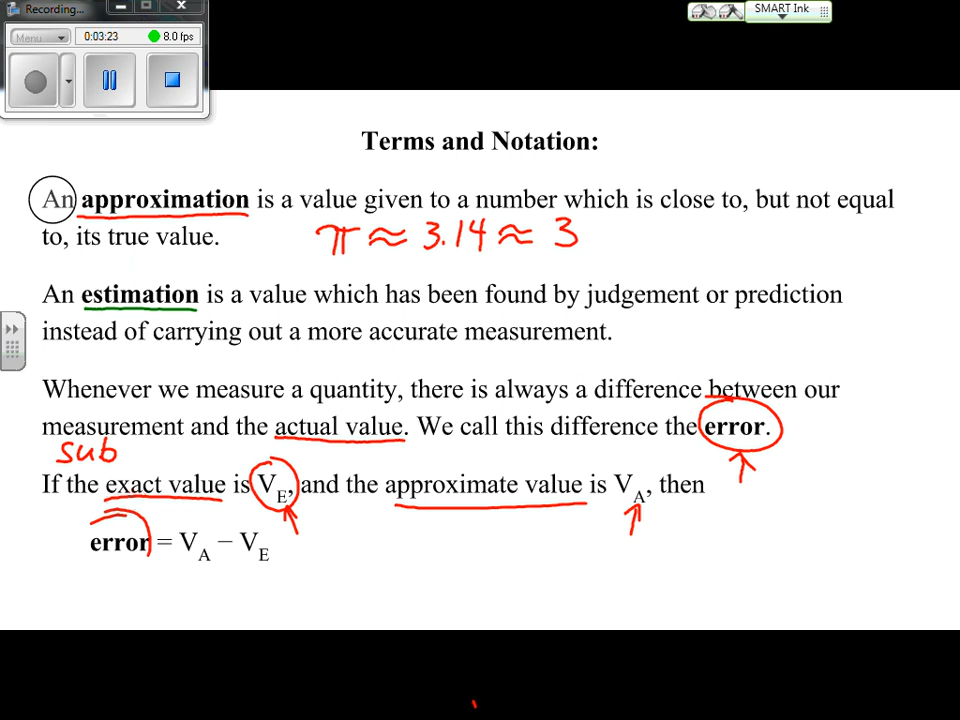 Recording...
Menu 0:03:23 8.0 fps
SMART Ink
Terms and Notation:
An approximation is a value given to a number which is close to, but not equal
to, its true value. π ≈ 3.14 ≈ 3
An estimation is a value which has been found by judgement or prediction
instead of carrying out a more accurate measurement.
Whenever we measure a quantity, there is always a difference between our
measurement and the actual value. We call this difference the error.
sub
If the exact value is V_E, and the approximate value is V_A, then
error = V_A − V_E